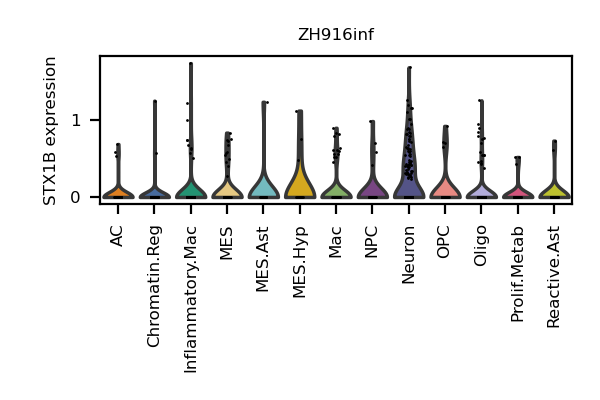 ZH916inf
STX1B expression
1
0
AC
Chromatin.Reg
Inflammatory.Mac
MES
MES.Ast
MES.Hyp
Mac
NPC
Neuron
OPC
Oligo
Prolif.Metab
Reactive.Ast